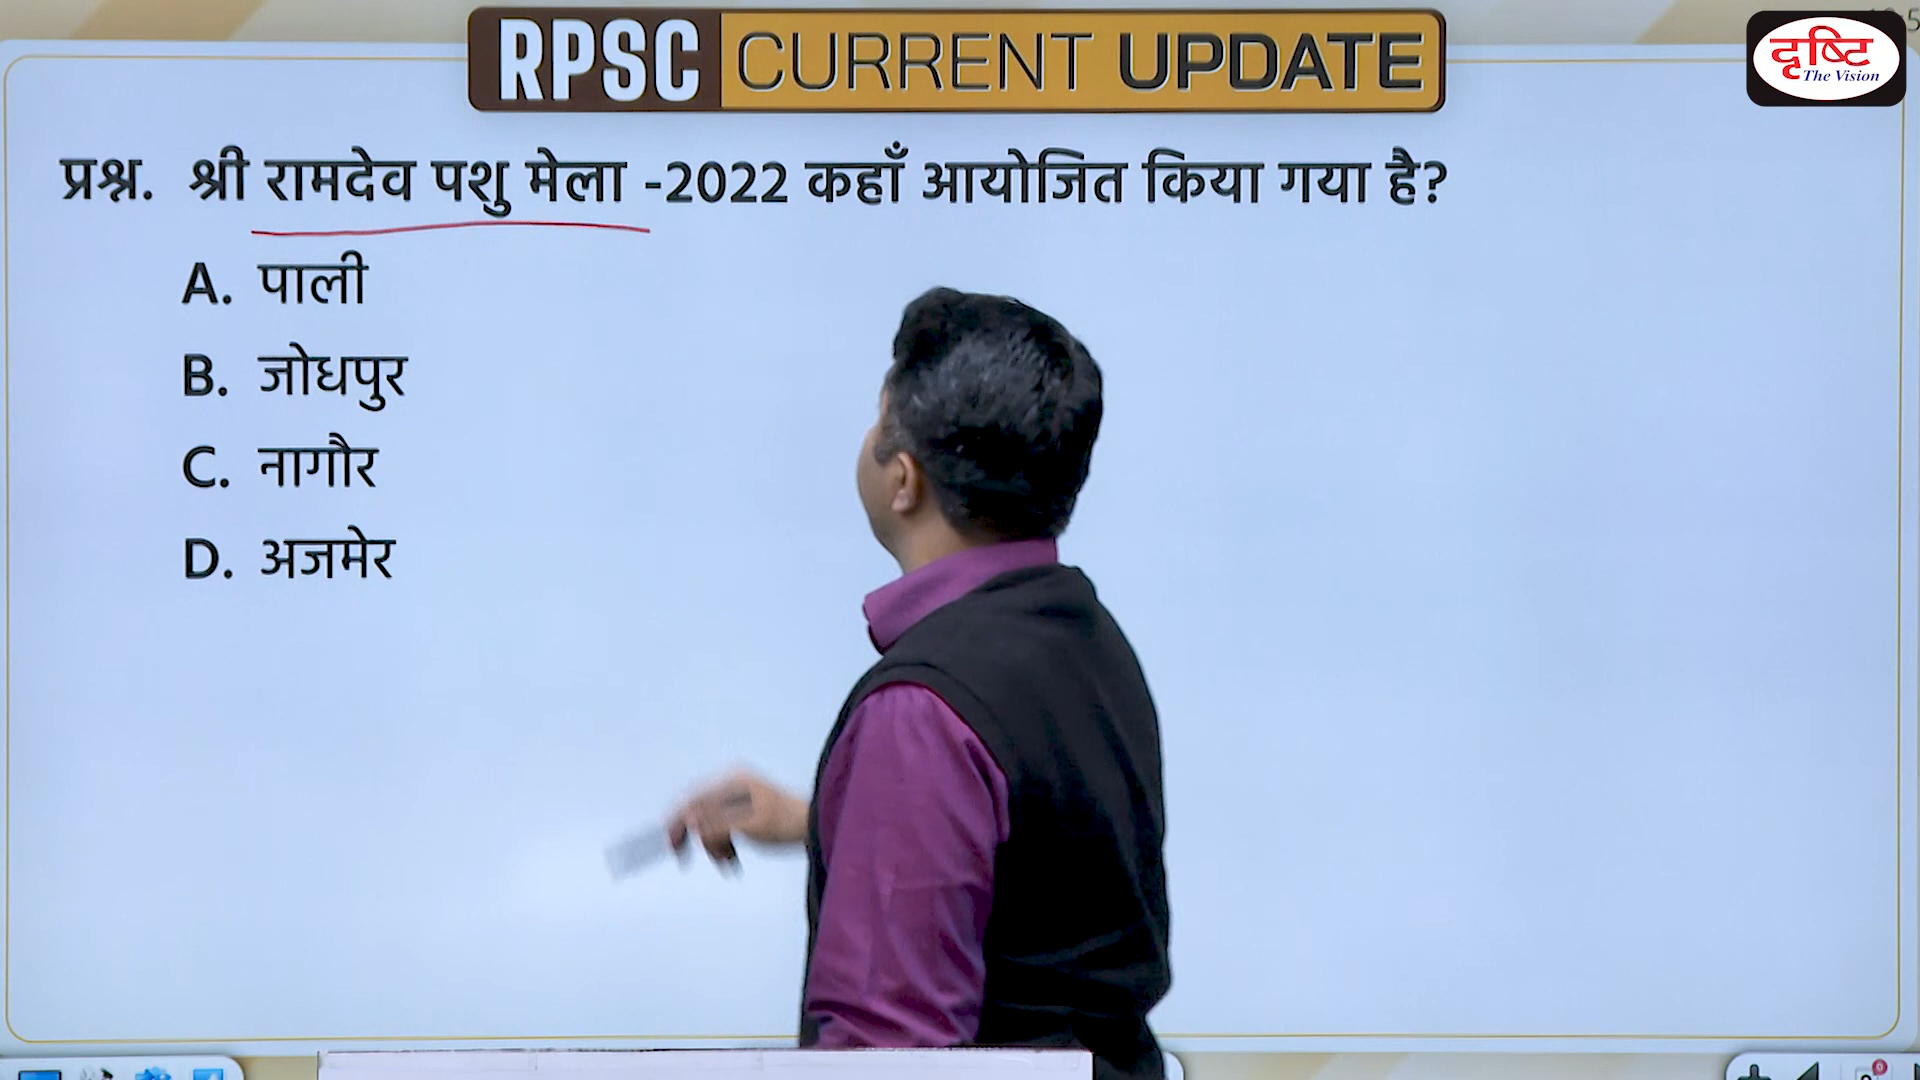 RPSC CURRENT UPDATE
दृष्टि
The Vision
प्रश्न. श्री रामदेव पशु मेला -2022 कहाँ आयोजित किया गया है?
A. पाली
B. जोधपुर
C. नागौर
D. अजमेर